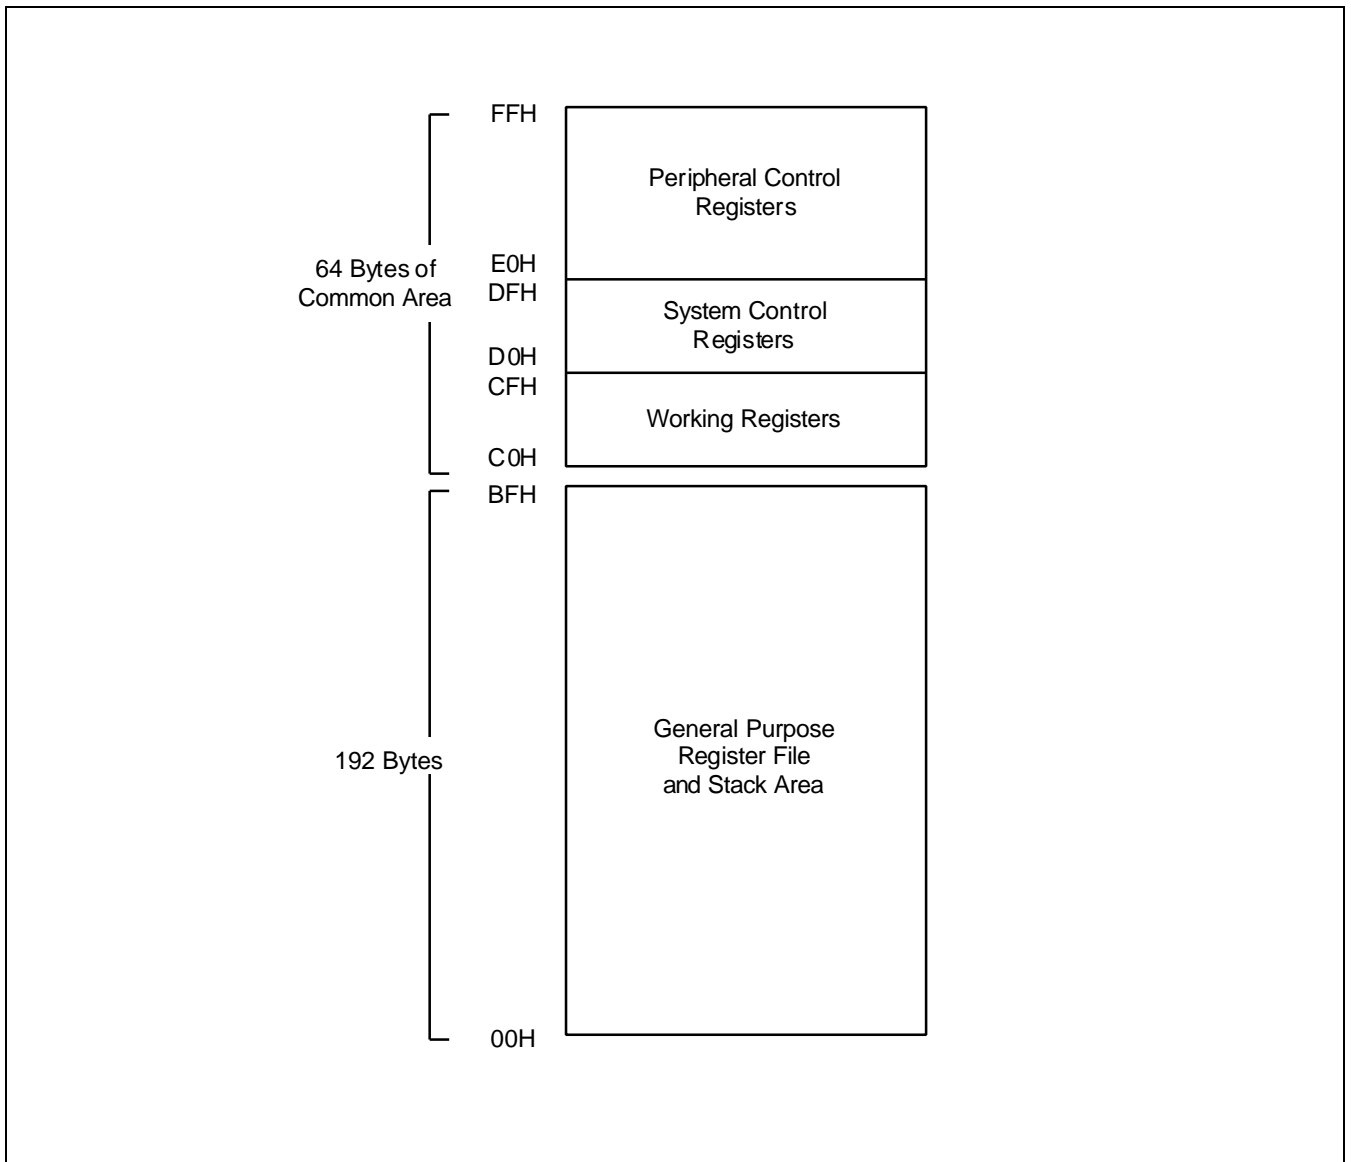 FFH
Peripheral Control
Registers
64 Bytes of
Common Area
E0H
DFH
System Control
Registers
D0H
CFH
Working Registers
C0H
BFH
192 Bytes
General Purpose
Register File
and Stack Area
00H